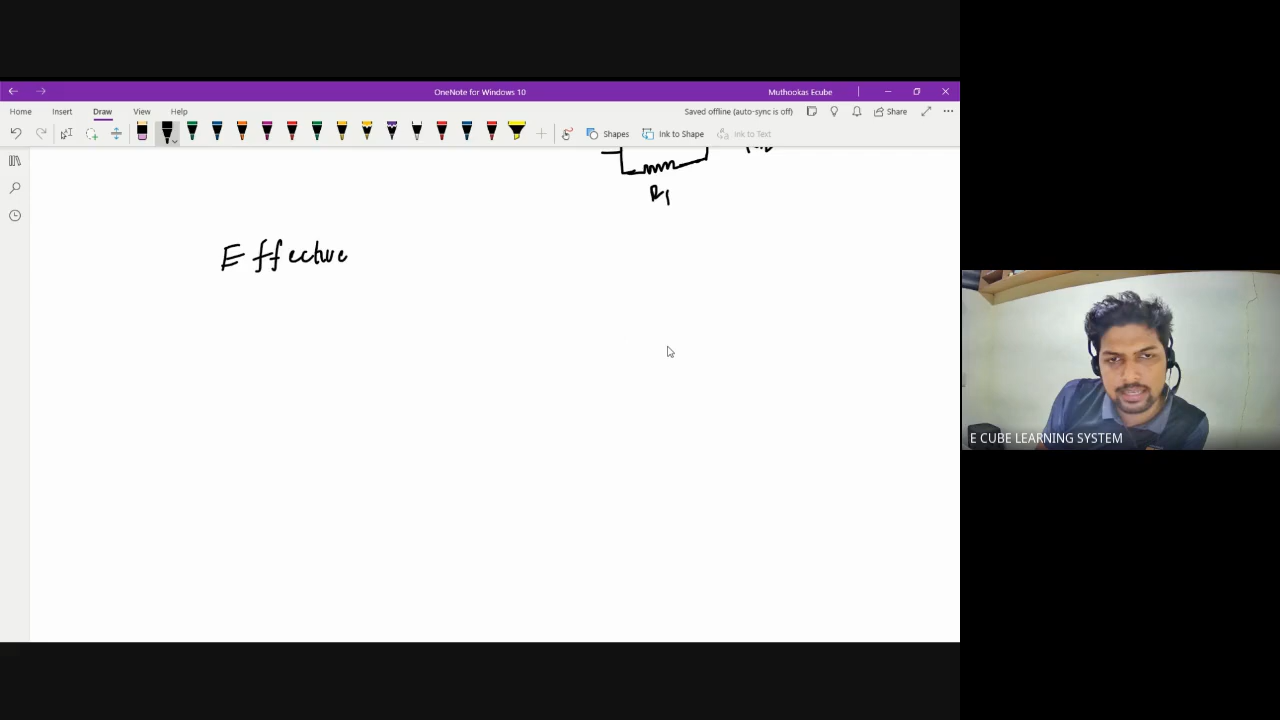 OneNote for Windows 10
Muthookas Ecube
Home Insert Draw View Help
Saved offline (auto-sync is off)
Share
Shapes
Ink to Shape
Ink to Text
R1
Effective
E CUBE LEARNING SYSTEM